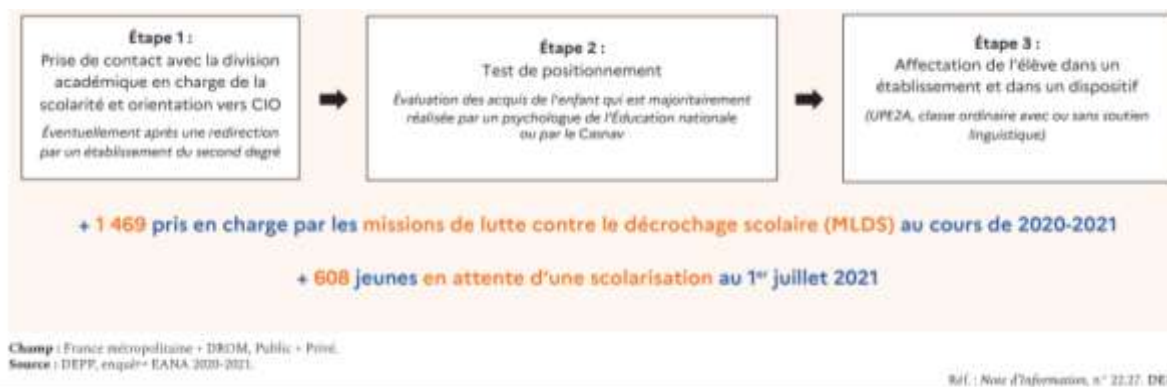 Étape 1 :
Prise de contact avec la division
académique en charge de la
scolarité et orientation vers CIO
Éventuellement après une redirection
par un établissement du second degré
Étape 2 :
Test de positionnement
Évaluation des acquis de l'enfant qui est majoritairement
réalisée par un psychologue de l'Éducation nationale
ou par le Casnav
Étape 3 :
Affectation de l'élève dans un
établissement et dans un dispositif
(UPE2A, classe ordinaire avec ou sans soutien
linguistique)
+ 1 469 pris en charge par les missions de lutte contre le décrochage scolaire (MLDS) au cours de 2020-2021
+ 608 jeunes en attente d'une scolarisation au 1er juillet 2021
Champ : France métropolitaine + DROM, Public + Privé.
Source : DEPP, enquête EANA 2020-2021.
Réf. : Note d'Information, n° 22.27.